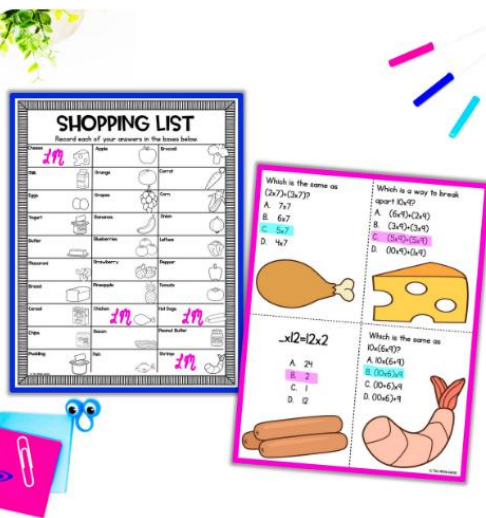 SHOPPING LIST
Record each of your answers in the boxes below.
Cheese
Apple
Broccoli
Milk
Orange
Carrot
Eggs
Grapes
Corn
Yogurt
Bananas
Onion
Butter
Blueberries
Lettuce
Macaroni
Strawberry
Pepper
Bread
Pineapple
Tomato
Cereal
Chicken
Hot Dogs
Chips
Bacon
Peanut Butter
Pudding
Fish
Shrimp
Which is the same as
(2x7)+(3x7)?
A. 7x7
B. 6x7
C. 5x7
D. 4x7
Which is a way to break
apart 10x9?
A. (6x9)+(2x9)
B. (3x9)+(3x9)
C. (5x9)+(5x9)
D. (10x9)+(1x9)
_x12=12x2
A. 24
B. 2
C. 1
D. 12
Which is the same as
10x(6x9)?
A. 10x(6+9)
B. (10x6)x9
C. (10+6)x9
D. (10x6)+9